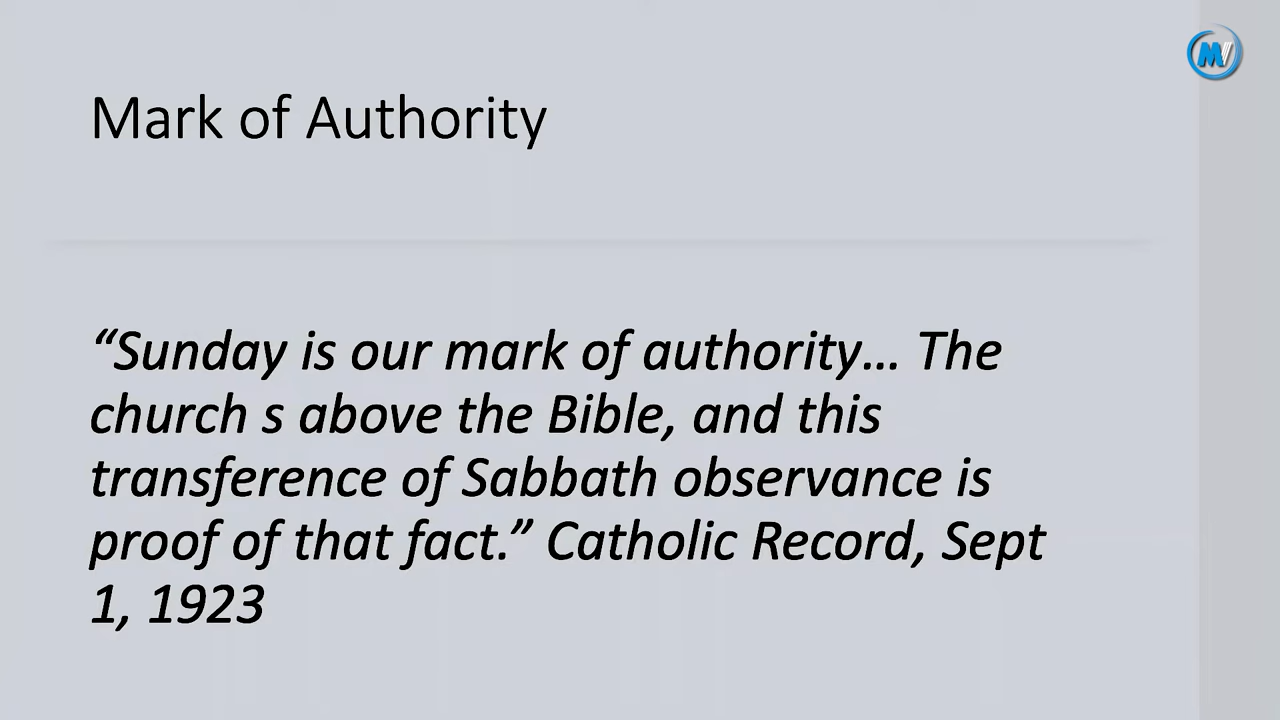 MV
Mark of Authority
“Sunday is our mark of authority… The
church s above the Bible, and this
transference of Sabbath observance is
proof of that fact.” Catholic Record, Sept
1, 1923